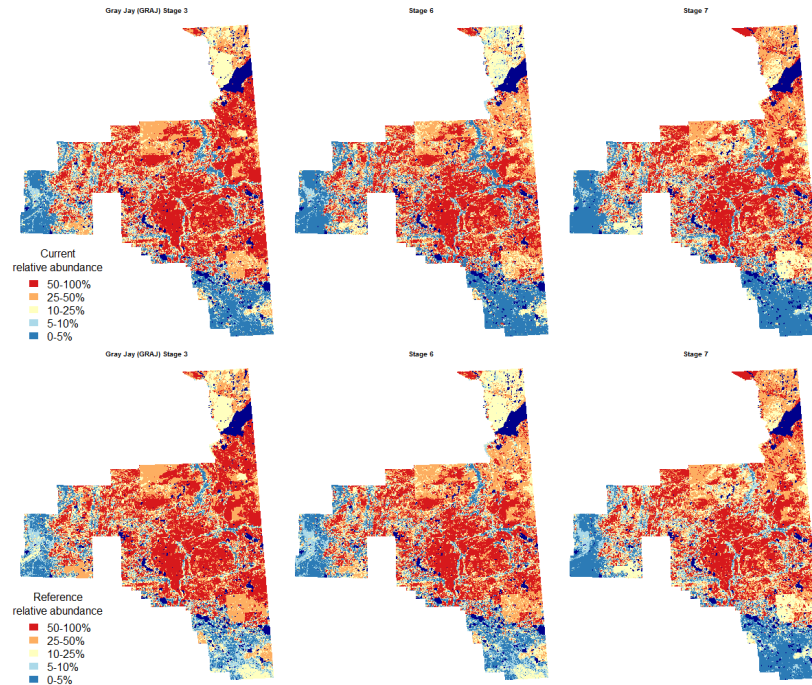 Gray Jay (GRAJ) Stage 3
Stage 6
Stage 7
Current
relative abundance
50-100%
25-50%
10-25%
5-10%
0-5%
Gray Jay (GRAJ) Stage 3
Stage 6
Stage 7
Reference
relative abundance
50-100%
25-50%
10-25%
5-10%
0-5%